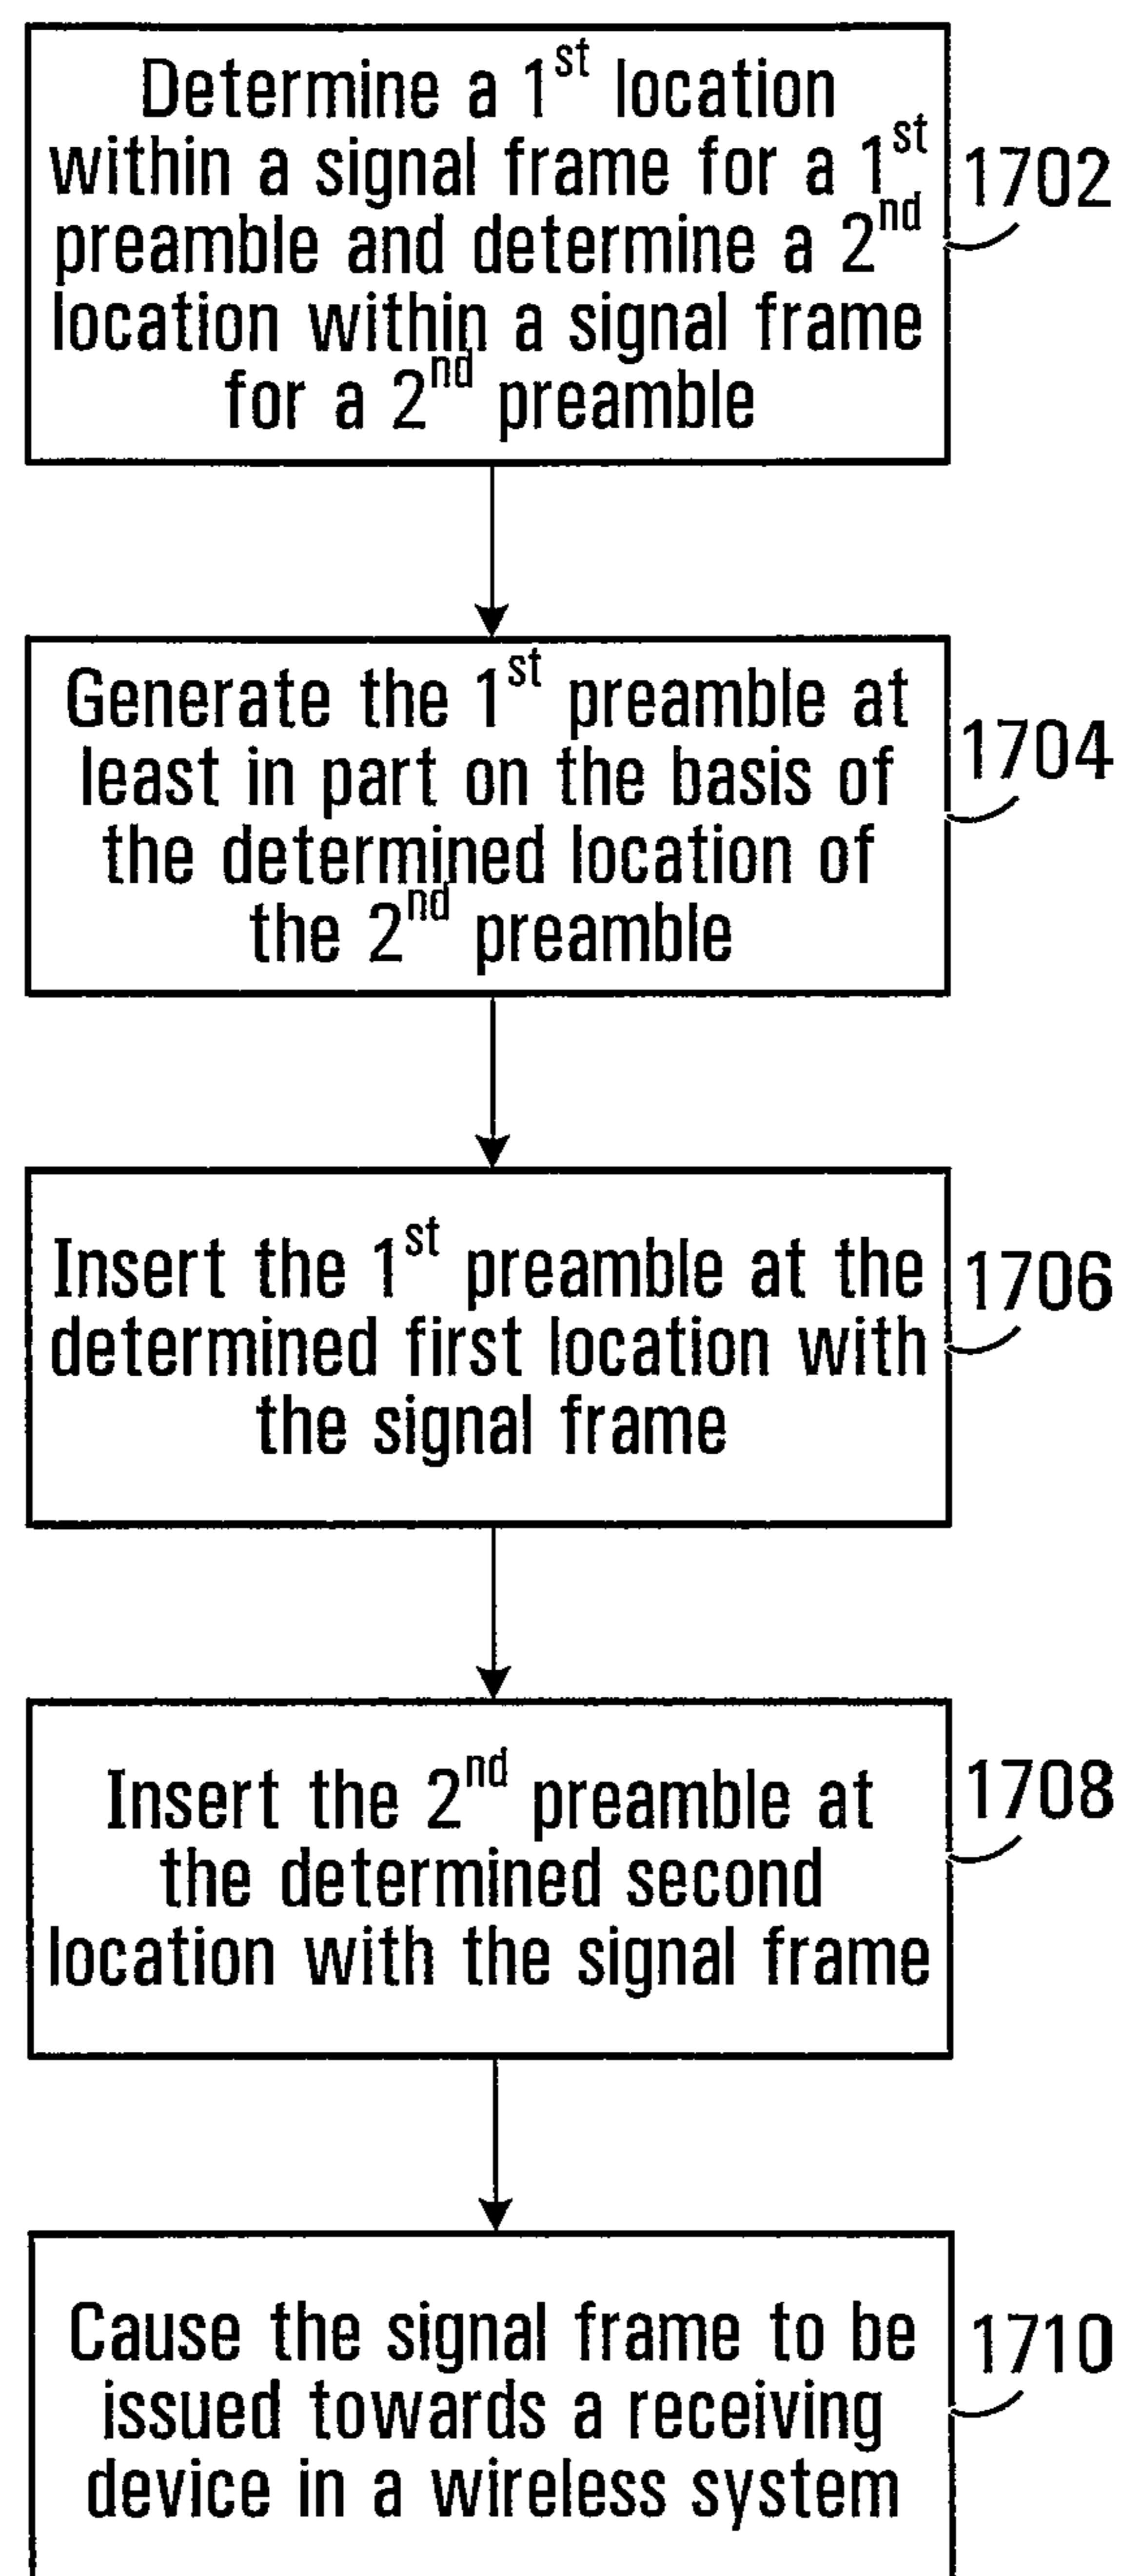 Determine a 1st location
within a signal frame for a 1st
preamble and determine a 2nd
location within a signal frame
for a 2nd preamble
1702
Generate the 1st preamble at
least in part on the basis of
the determined location of
the 2nd preamble
1704
Insert the 1st preamble at the
determined first location with
the signal frame
1706
Insert the 2nd preamble at
the determined second
location with the signal frame
1708
Cause the signal frame to be
issued towards a receiving
device in a wireless system
1710